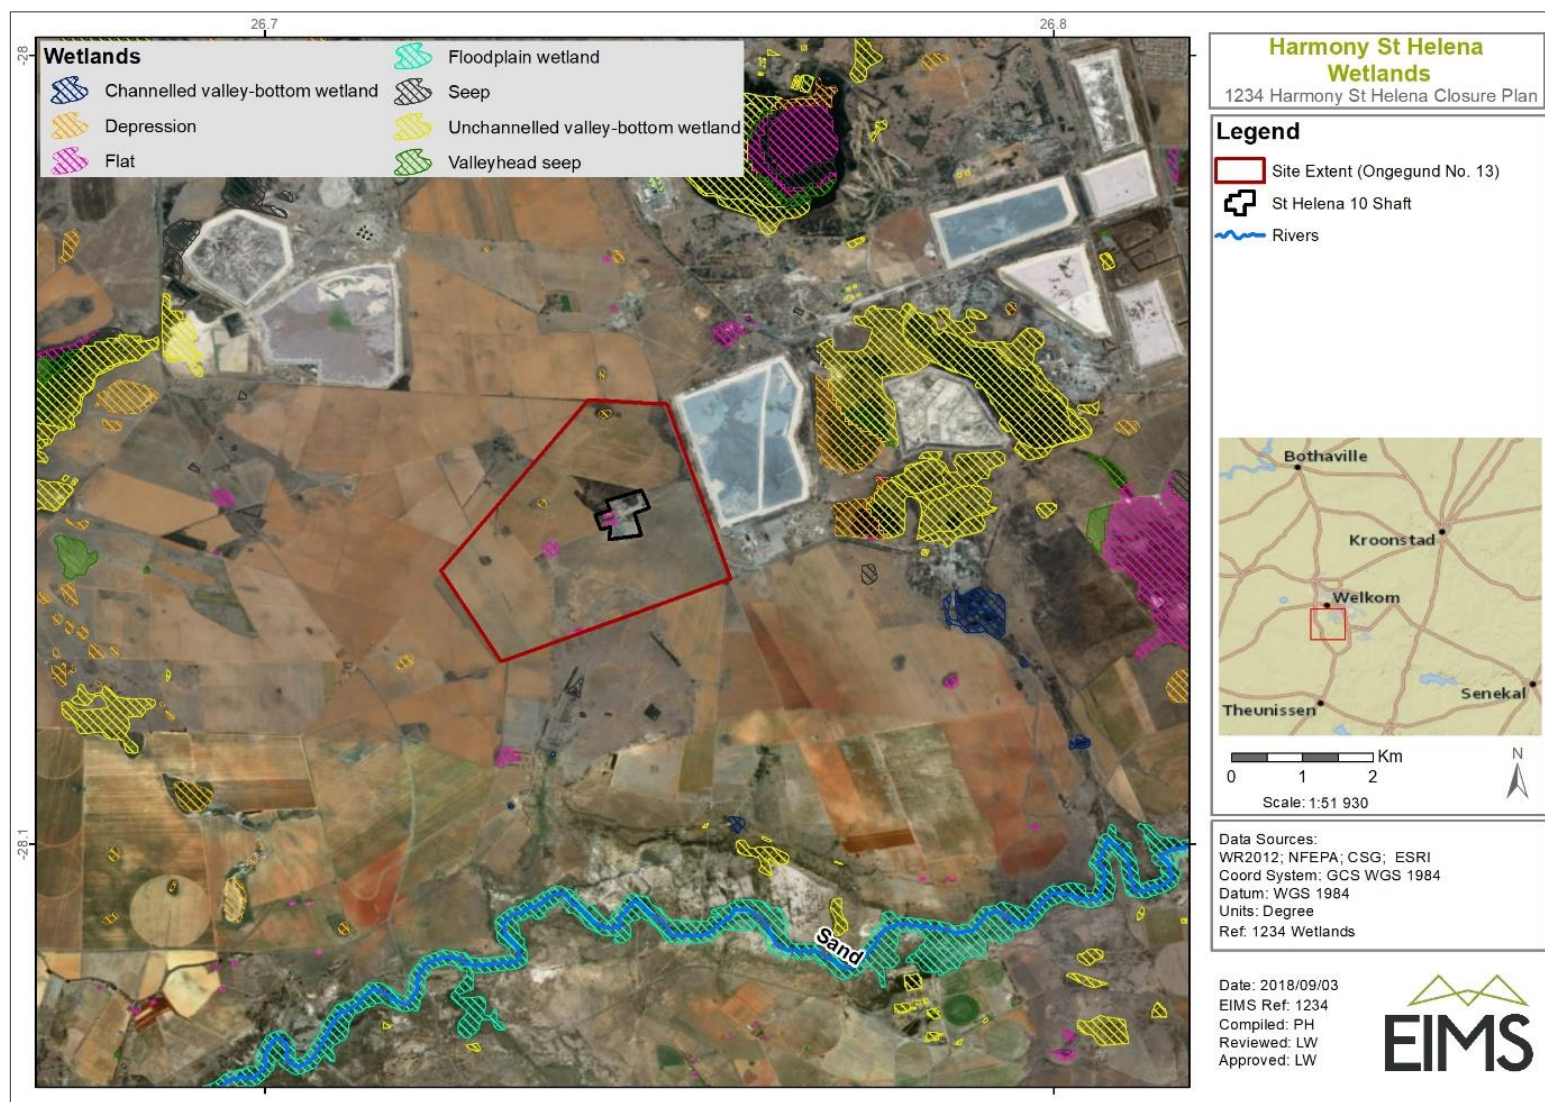 26.7
26.8
-28
-28.1
Wetlands
Channelled valley-bottom wetland
Depression
Flat
Floodplain wetland
Seep
Unchannelled valley-bottom wetland
Valleyhead seep
Sand
Harmony St Helena
Wetlands
1234 Harmony St Helena Closure Plan
Legend
Site Extent (Ongegund No. 13)
St Helena 10 Shaft
Rivers
Bothaville
Kroonstad
Welkom
Senekal
Theunissen
Km
0 1 2
Scale: 1:51 930
N
Data Sources:
WR2012; NFEPA; CSG; ESRI
Coord System: GCS WGS 1984
Datum: WGS 1984
Units: Degree
Ref: 1234 Wetlands
Date: 2018/09/03
EIMS Ref: 1234
Compiled: PH
Reviewed: LW
Approved: LW
EIMS